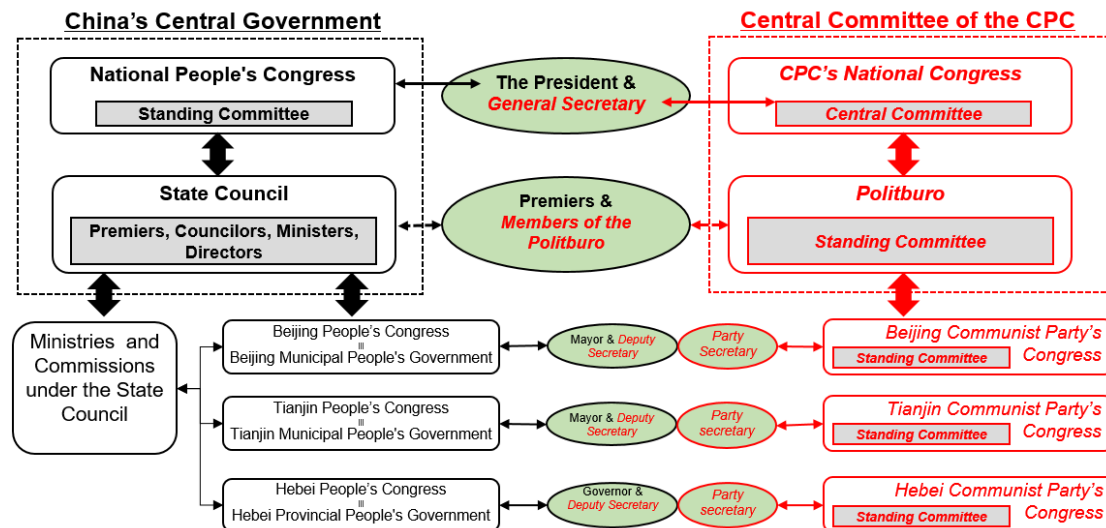 China's Central Government
Central Committee of the CPC
National People's Congress
Standing Committee
The President &
General Secretary
CPC's National Congress
Central Committee
State Council
Premiers, Councilors, Ministers,
Directors
Premiers &
Members of the
Politburo
Politburo
Standing Committee
Ministries and
Commissions
under the State
Council
Beijing People's Congress
=
Beijing Municipal People's Government
Mayor & Deputy
Secretary
Party
Secretary
Beijing Communist Party's
Standing Committee Congress
Tianjin People's Congress
=
Tianjin Municipal People's Government
Mayor & Deputy
Secretary
Party
secretary
Tianjin Communist Party's
Standing Committee Congress
Hebei People's Congress
=
Hebei Provincial People's Government
Governor &
Deputy Secretary
Party
secretary
Hebei Communist Party's
Standing Committee Congress